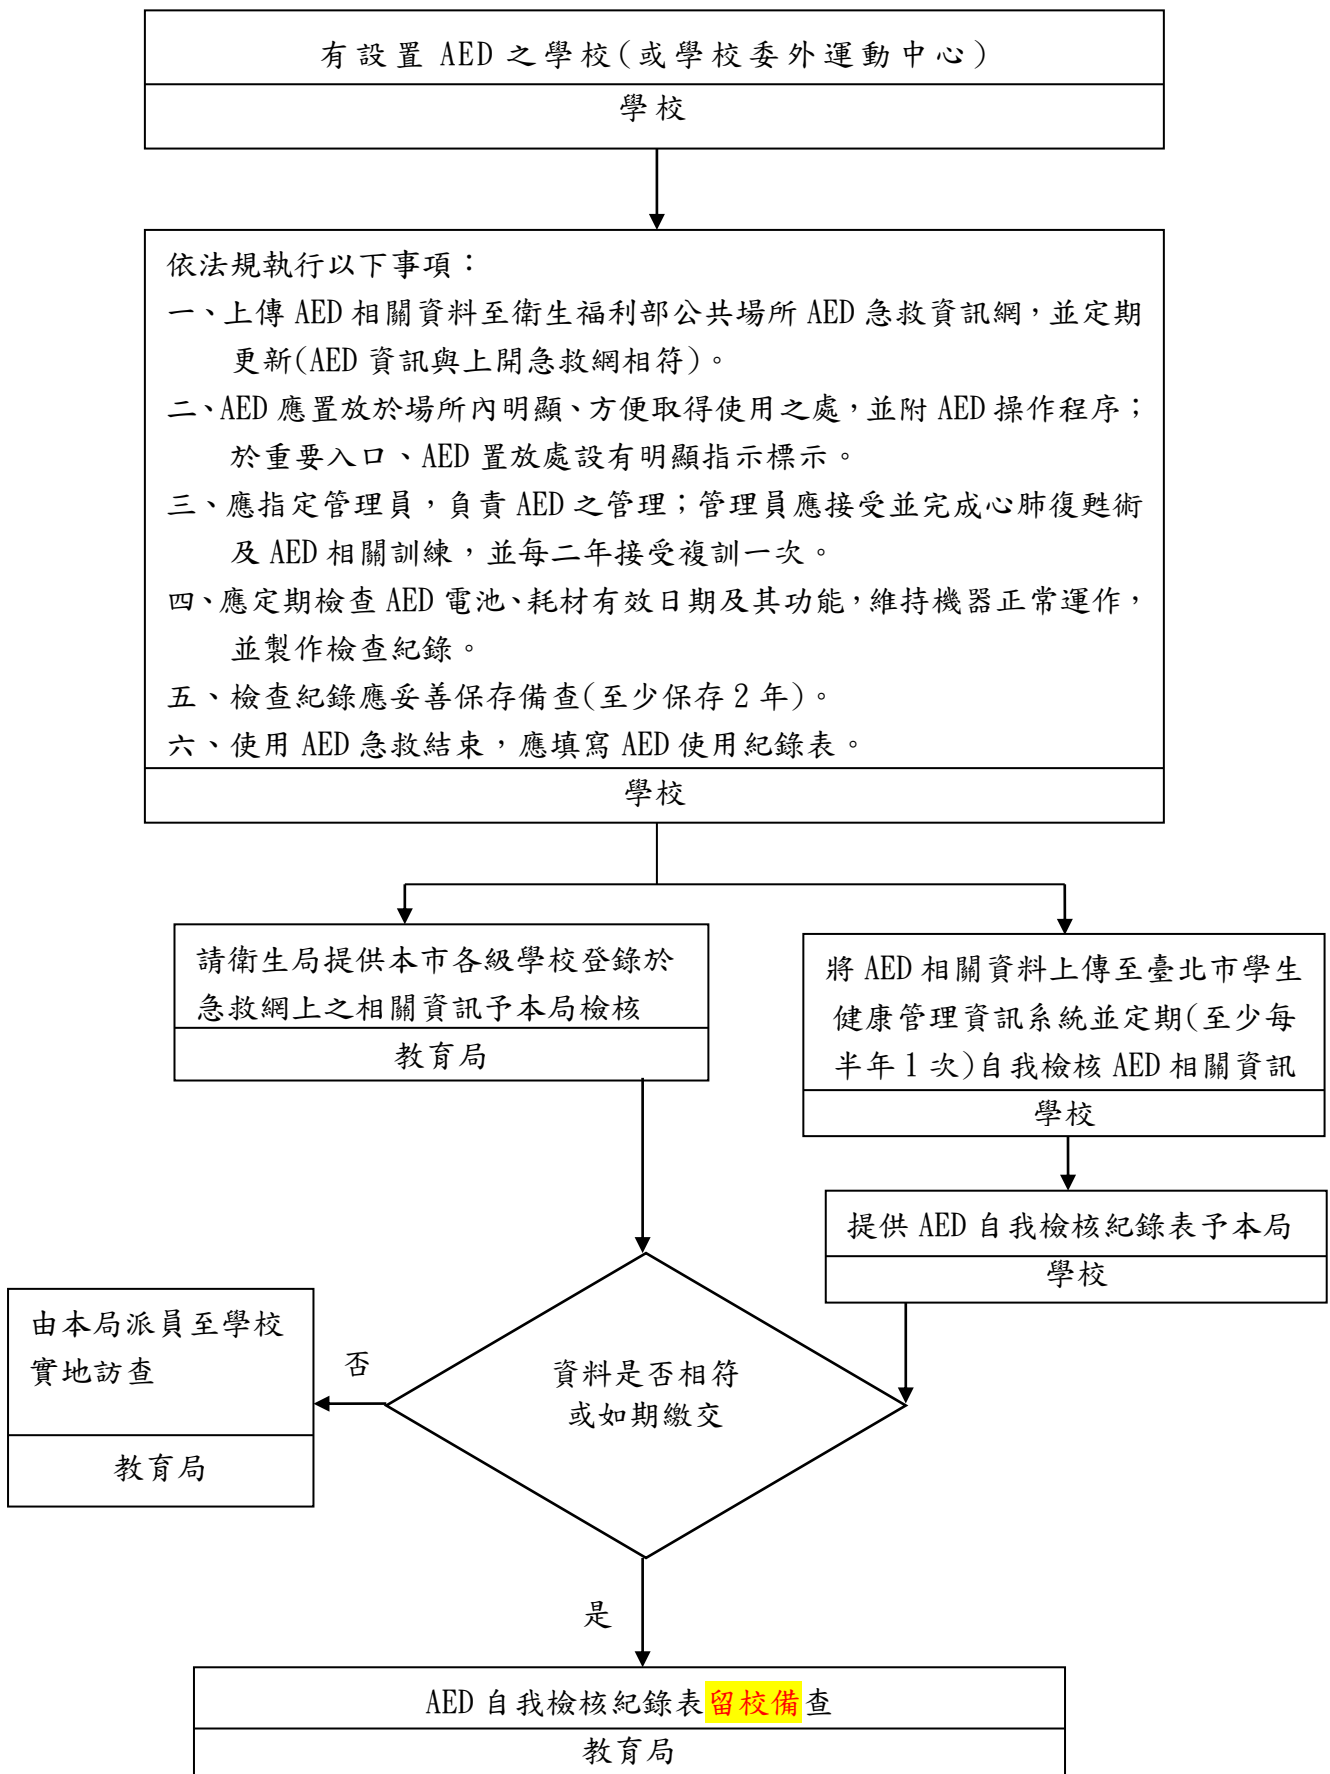 有設置 AED 之學校(或學校委外運動中心)
學校
依法規執行以下事項：
一、上傳 AED 相關資料至衛生福利部公共場所 AED 急救資訊網，並定期
更新(AED 資訊與上開急救網相符)。
二、AED 應置放於場所內明顯、方便取得使用之處，並附 AED 操作程序；
於重要入口、AED 置放處設有明顯指示標示。
三、應指定管理員，負責 AED 之管理；管理員應接受並完成心肺復甦術
及 AED 相關訓練，並每二年接受複訓一次。
四、應定期檢查 AED 電池、耗材有效日期及其功能，維持機器正常運作，
並製作檢查紀錄。
五、檢查紀錄應妥善保存備查(至少保存 2 年)。
六、使用 AED 急救結束，應填寫 AED 使用紀錄表。
學校
請衛生局提供本市各級學校登錄於
急救網上之相關資訊予本局檢核
教育局
將 AED 相關資料上傳至臺北市學生
健康管理資訊系統並定期(至少每
半年 1 次)自我檢核 AED 相關資訊
學校
提供 AED 自我檢核紀錄表予本局
學校
由本局派員至學校
實地訪查
教育局
否
資料是否相符
或如期繳交
是
AED 自我檢核紀錄表留校備查
教育局